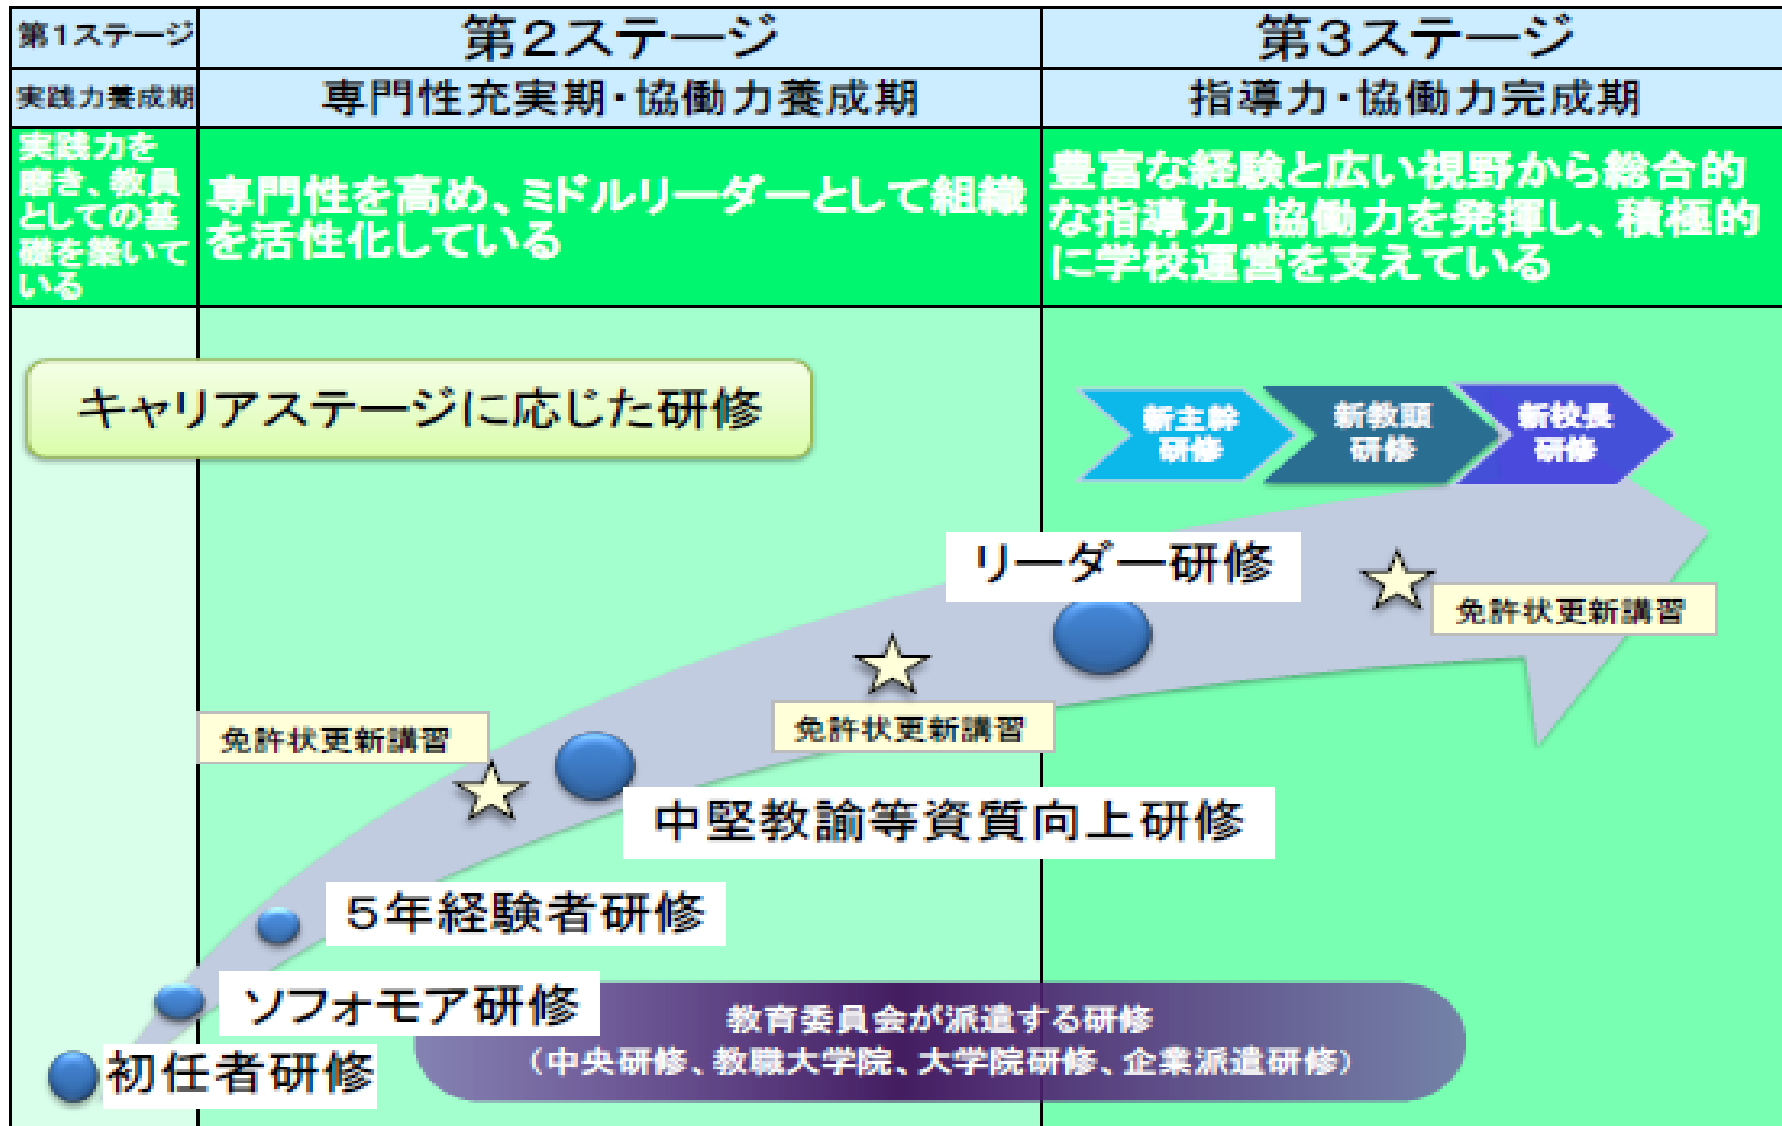 第1ステージ
第2ステージ
第3ステージ
実践力養成期
専門性充実期・協働力養成期
指導力・協働力完成期
実践力を
磨き、教員
としての基
礎を築いて
いる
専門性を高め、ミドルリーダーとして組織
を活性化している
豊富な経験と広い視野から総合的
な指導力・協働力を発揮し、積極的
に学校運営を支えている
キャリアステージに応じた研修
新主幹
研修
新教頭
研修
新校長
研修
リーダー研修
免許状更新講習
免許状更新講習
免許状更新講習
中堅教諭等資質向上研修
5年経験者研修
ソフォモア研修
初任者研修
教育委員会が派遣する研修
(中央研修、教職大学院、大学院研修、企業派遣研修)